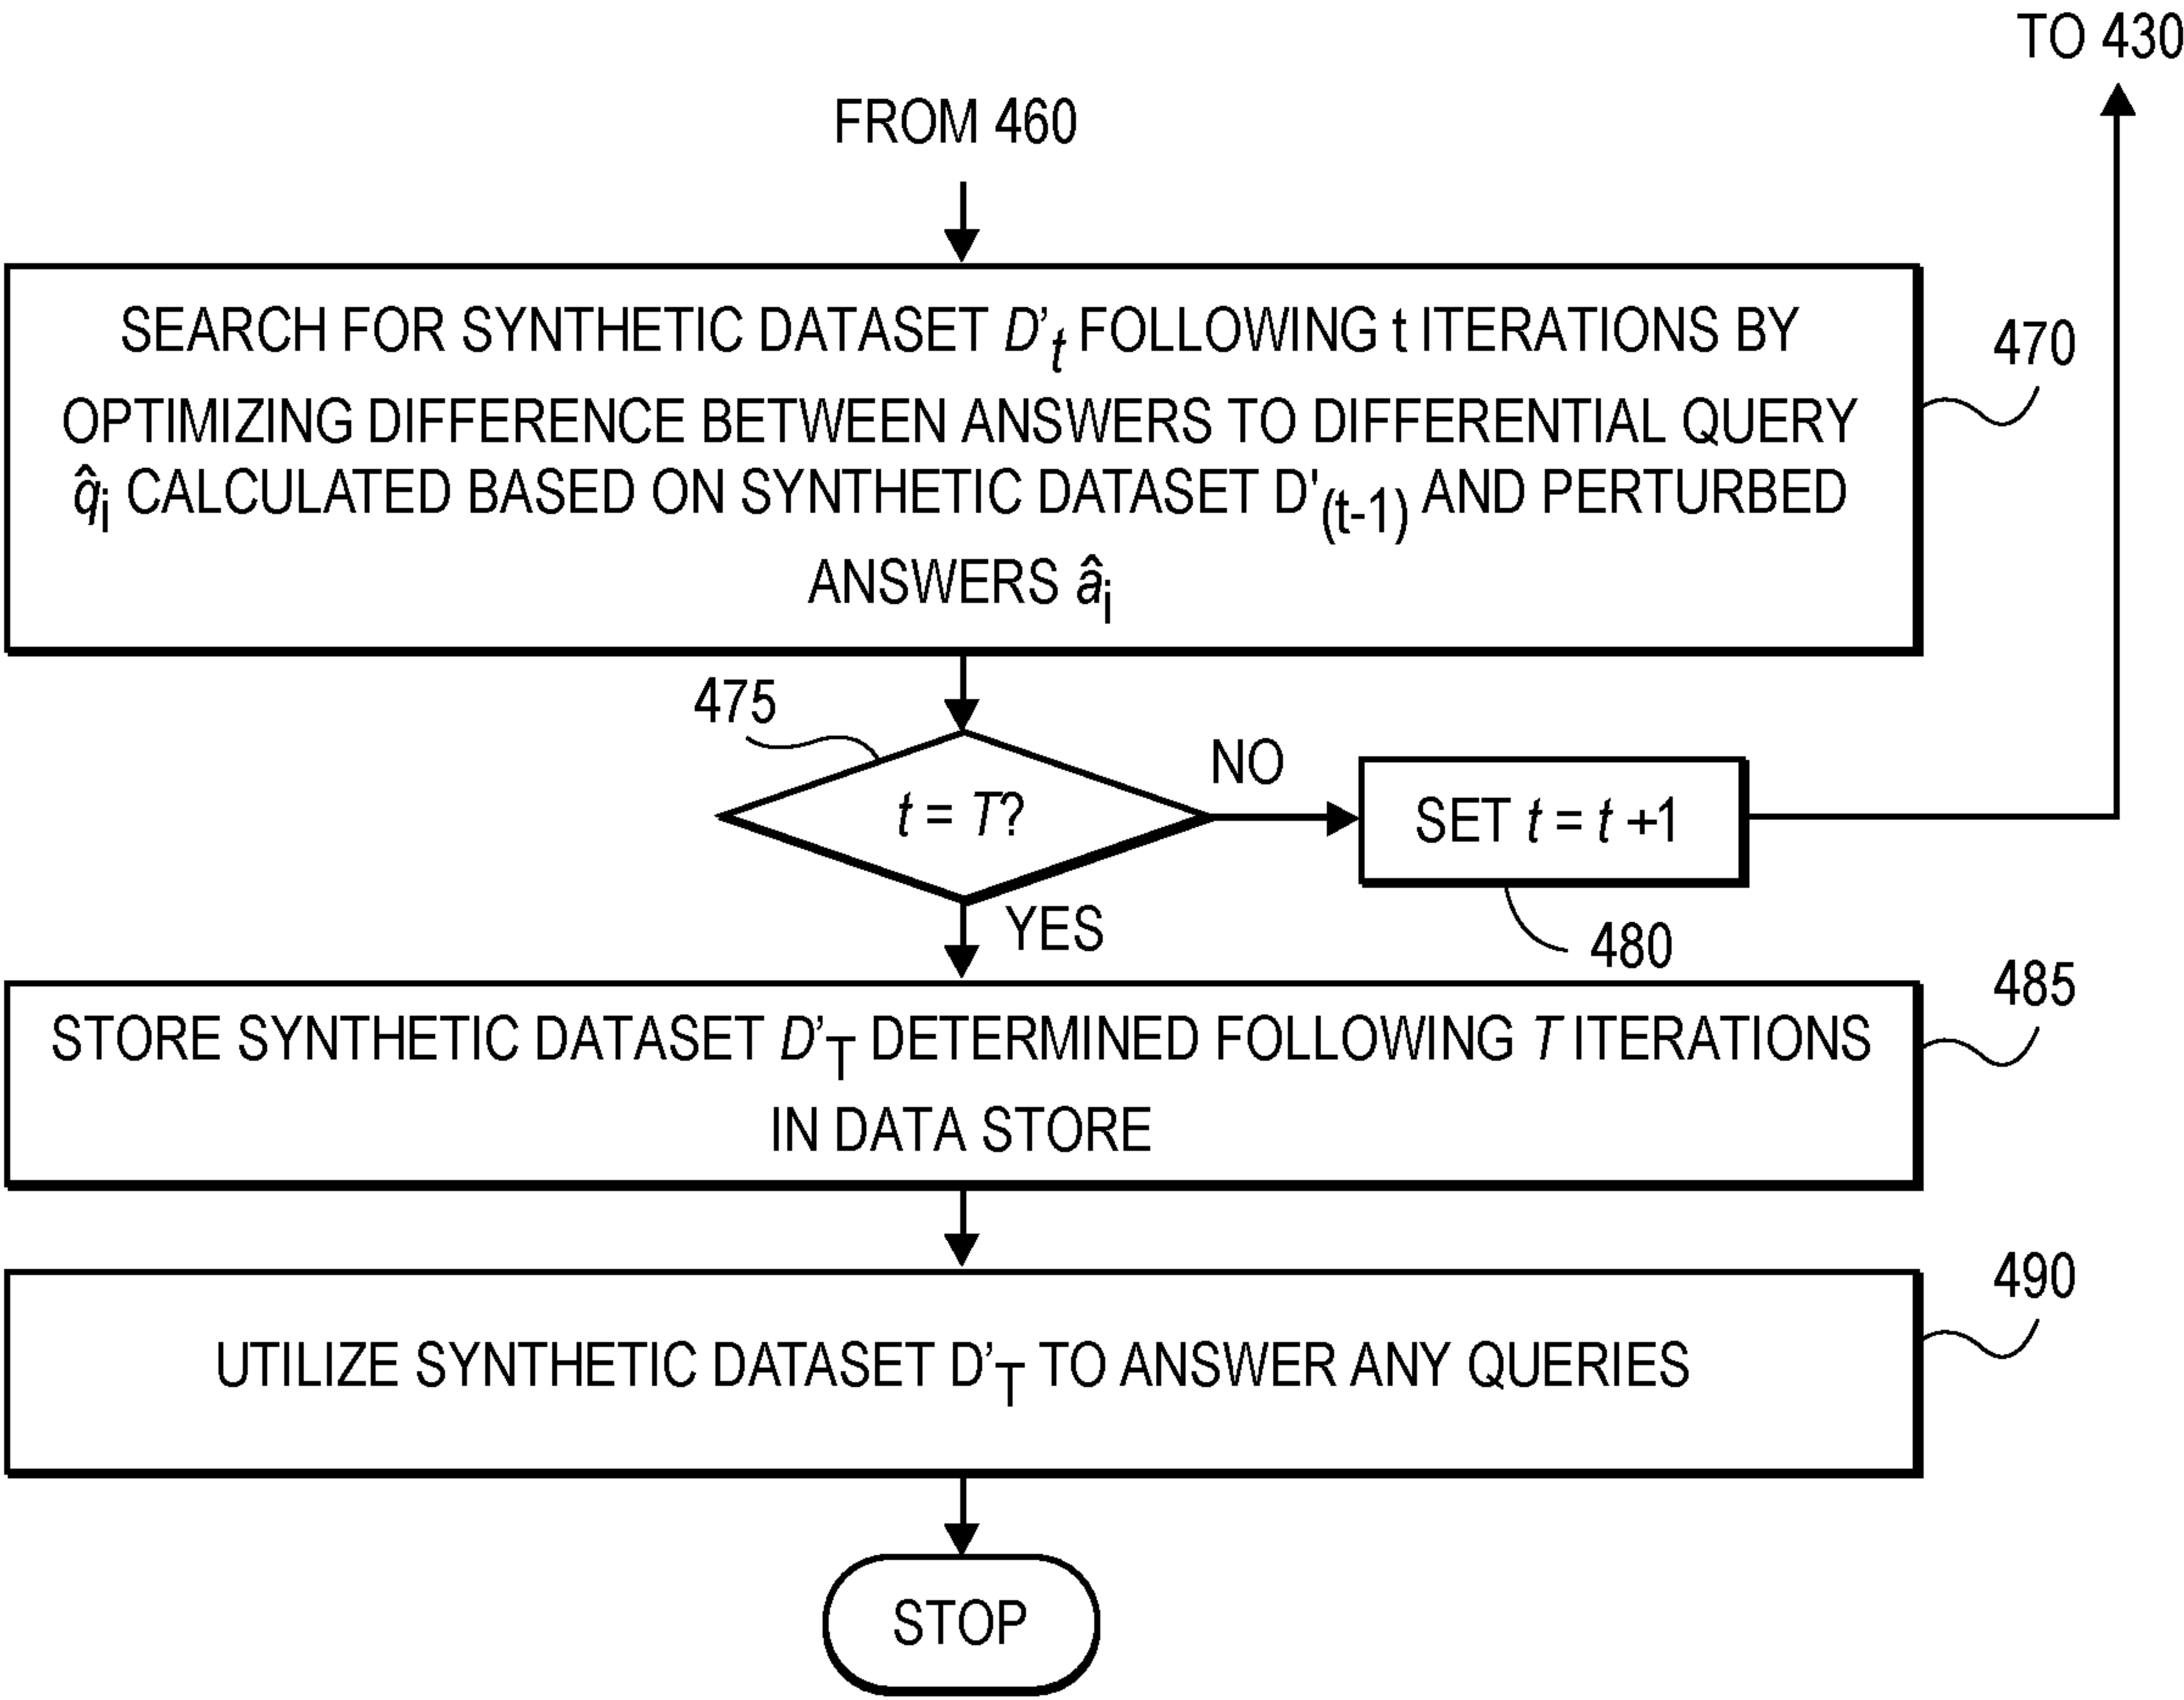 TO 430
FROM 460
SEARCH FOR SYNTHETIC DATASET D't FOLLOWING t ITERATIONS BY
OPTIMIZING DIFFERENCE BETWEEN ANSWERS TO DIFFERENTIAL QUERY
q̂i CALCULATED BASED ON SYNTHETIC DATASET D'(t-1) AND PERTURBED
ANSWERS âi
470
475
t = T?
NO
SET t = t +1
480
YES
STORE SYNTHETIC DATASET D'T DETERMINED FOLLOWING T ITERATIONS
IN DATA STORE
485
UTILIZE SYNTHETIC DATASET D'T TO ANSWER ANY QUERIES
490
STOP